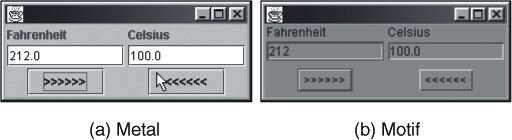 Fahrenheit Celsius
212.0 100.0
>>>>>> <<<<<<
(a) Metal
Fahrenheit Celsius
212 100.0
>>>>>> <<<<<<
(b) Motif